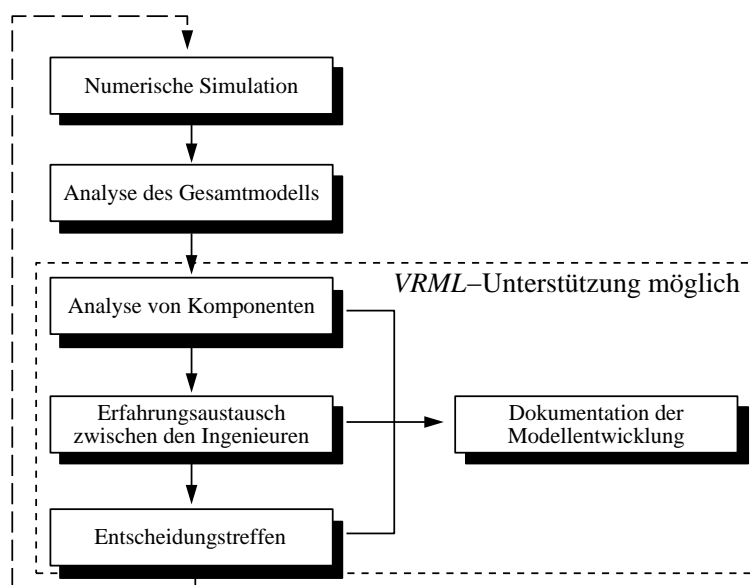 Numerische Simulation
Analyse des Gesamtmodells
VRML–Unterstützung möglich
Analyse von Komponenten
Erfahrungsaustausch
zwischen den Ingenieuren
Dokumentation der
Modellentwicklung
Entscheidungstreffen